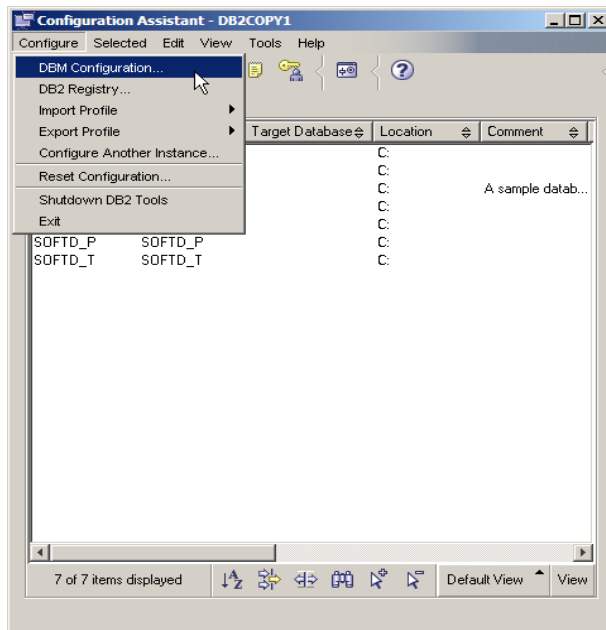 Configuration Assistant - DB2COPY1
Configure Selected Edit View Tools Help
DBM Configuration...
DB2 Registry...
Import Profile
Export Profile
Configure Another Instance...
Reset Configuration...
Shutdown DB2 Tools
Exit
Target Database Location Comment
C:
C:
C: A sample datab...
C:
C:
SOFTD_P SOFTD_P C:
SOFTD_T SOFTD_T C:
7 of 7 items displayed Default View View